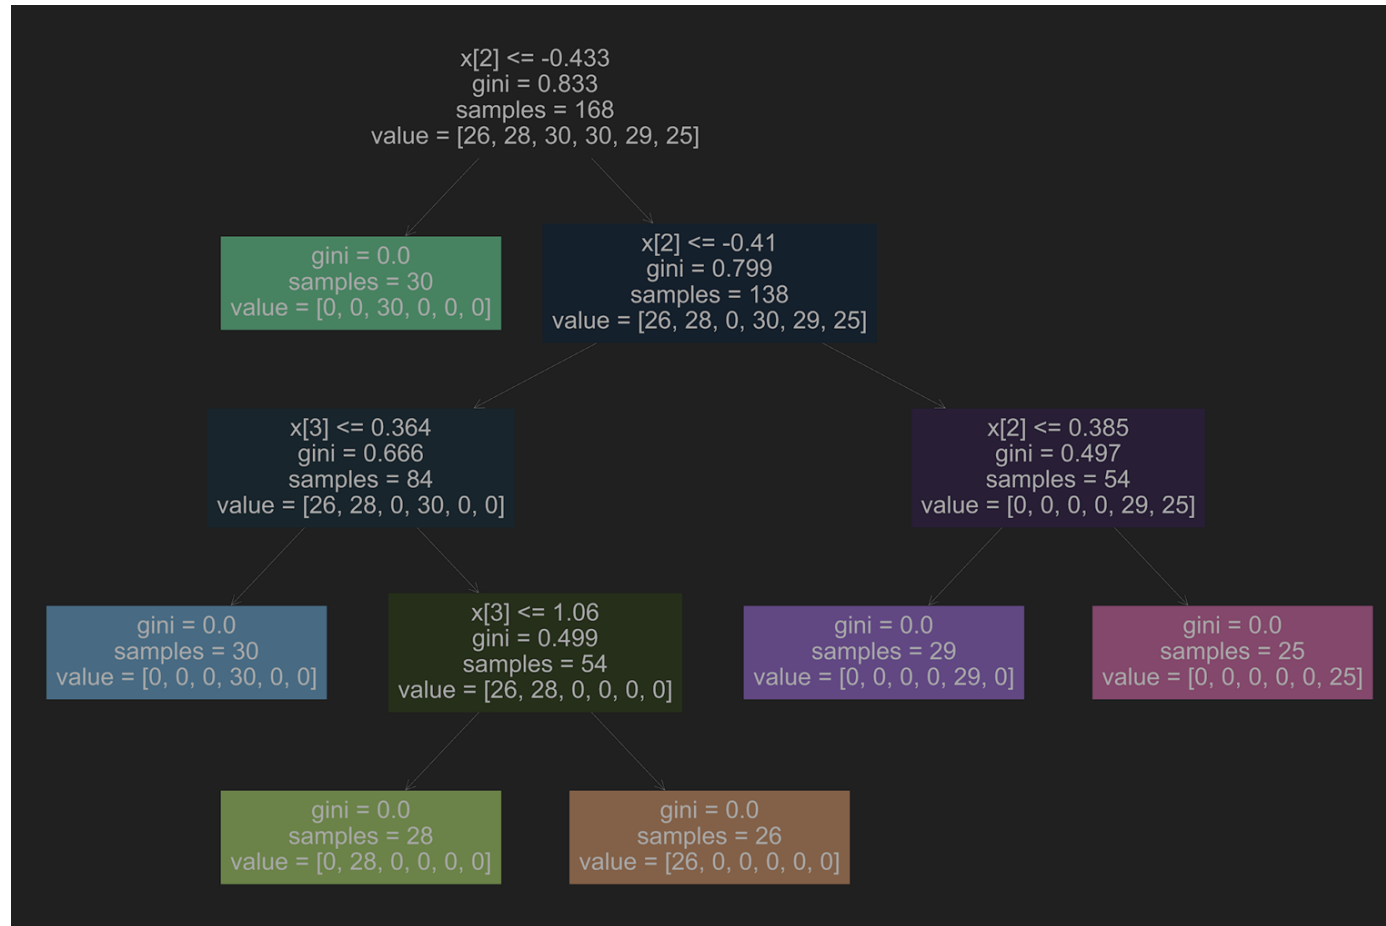 x[2] <= -0.433
gini = 0.833
samples = 168
value = [26, 28, 30, 30, 29, 25]
gini = 0.0
samples = 30
value = [0, 0, 30, 0, 0, 0]
x[2] <= -0.41
gini = 0.799
samples = 138
value = [26, 28, 0, 30, 29, 25]
x[3] <= 0.364
gini = 0.666
samples = 84
value = [26, 28, 0, 30, 0, 0]
x[2] <= 0.385
gini = 0.497
samples = 54
value = [0, 0, 0, 0, 29, 25]
gini = 0.0
samples = 30
value = [0, 0, 0, 30, 0, 0]
x[3] <= 1.06
gini = 0.499
samples = 54
value = [26, 28, 0, 0, 0, 0]
gini = 0.0
samples = 29
value = [0, 0, 0, 0, 29, 0]
gini = 0.0
samples = 25
value = [0, 0, 0, 0, 0, 25]
gini = 0.0
samples = 28
value = [0, 28, 0, 0, 0, 0]
gini = 0.0
samples = 26
value = [26, 0, 0, 0, 0, 0]